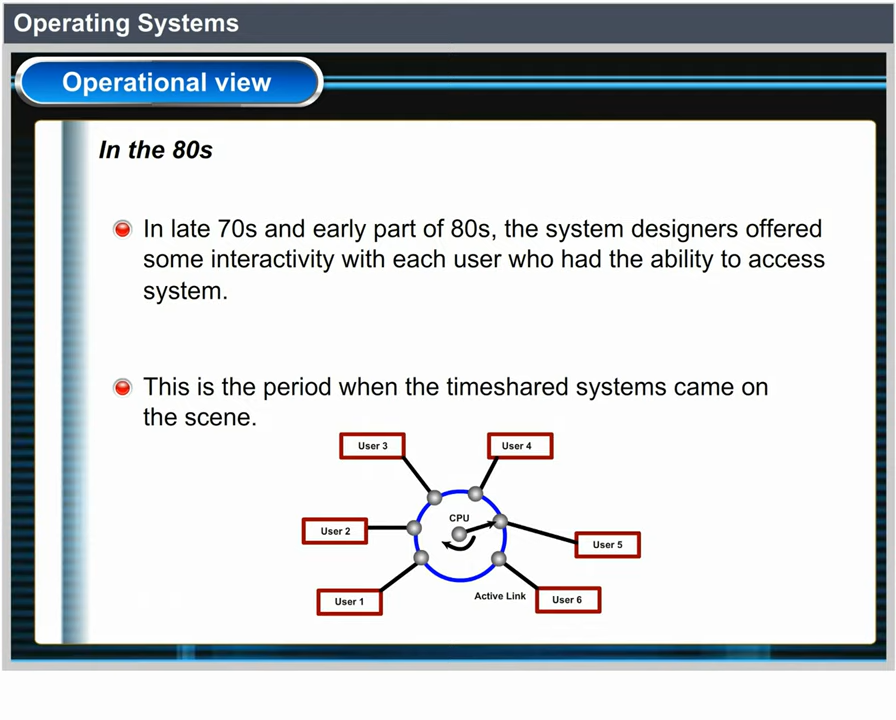 Operating Systems
Operational view
In the 80s
In late 70s and early part of 80s, the system designers offered
some interactivity with each user who had the ability to access
system.
This is the period when the timeshared systems came on
the scene.
User 3
User 4
CPU
User 2
User 5
Active Link
User 1
User 6